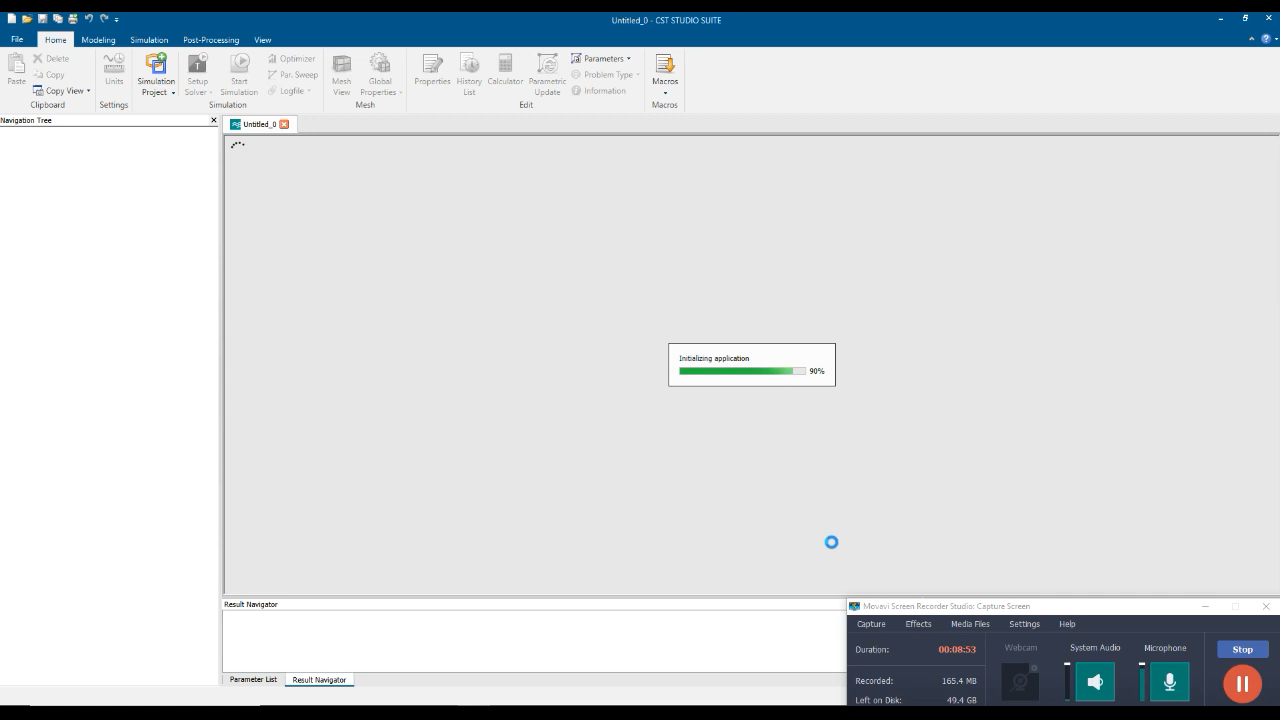 Untitled_0 - CST STUDIO SUITE
File Home Modeling Simulation Post-Processing View
Paste
Delete
Copy
Copy View
Clipboard
Units
Settings
Simulation Project
Setup Solver
Start Simulation
Optimizer
Par. Sweep
Logfile
Simulation
Mesh View
Global Properties
Mesh
Properties
History List
Calculator
Parametric Update
Parameters
Problem Type
Information
Edit
Macros
Macros
Navigation Tree
Untitled_0
Initializing application
90%
Result Navigator
Parameter List Result Navigator
Movavi Screen Recorder Studio: Capture Screen
Capture Effects Media Files Settings Help
Duration: 00:08:53
Webcam System Audio Microphone
Stop
Recorded: 165.4 MB
Left on Disk: 49.4 GB